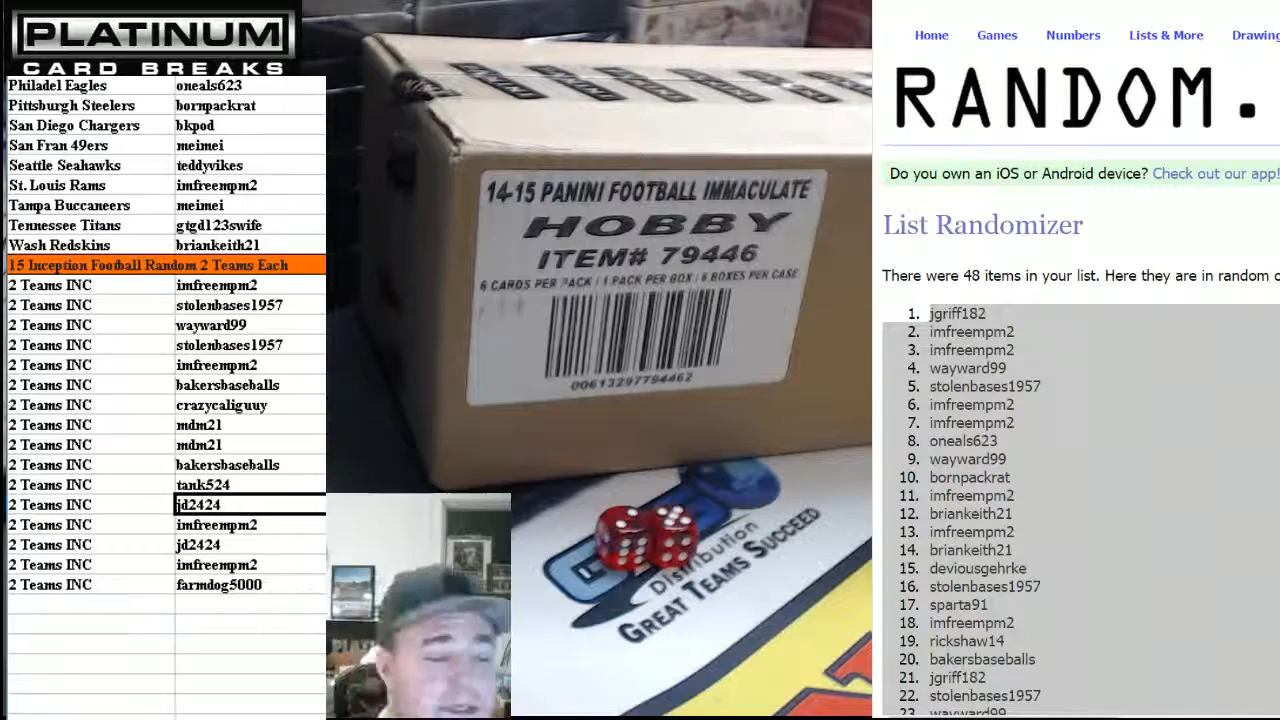 PLATINUM
CARD BREAKS
Philadel Eagles oneals623
Pittsburgh Steelers bornpackrat
San Diego Chargers bkpod
San Fran 49ers meimei
Seattle Seahawks teddyvikes
St. Louis Rams imfreempm2
Tampa Buccaneers meimei
Tennessee Titans gtgd123swife
Wash Redskins briankeith21
15 Inception Football Random 2 Teams Each
2 Teams INC imfreempm2
2 Teams INC stolenbases1957
2 Teams INC wayward99
2 Teams INC stolenbases1957
2 Teams INC imfreempm2
2 Teams INC bakersbaseballs
2 Teams INC crazycaliguuy
2 Teams INC mdm21
2 Teams INC mdm21
2 Teams INC bakersbaseballs
2 Teams INC tank524
2 Teams INC jd2424
2 Teams INC imfreempm2
2 Teams INC jd2424
2 Teams INC imfreempm2
2 Teams INC farmdog5000
14-15 PANINI FOOTBALL IMMACULATE
HOBBY
ITEM# 79446
6 CARDS PER PACK / 1 PACK PER BOX / 6 BOXES PER CASE
00613297794462
Distribution
GREAT TEAMS SUCCEED
Home Games Numbers Lists & More Drawing
RANDOM.
Do you own an iOS or Android device? Check out our app!
List Randomizer
There were 48 items in your list. Here they are in random o
1. jgriff182
2. imfreempm2
3. imfreempm2
4. wayward99
5. stolenbases1957
6. imfreempm2
7. imfreempm2
8. oneals623
9. wayward99
10. bornpackrat
11. imfreempm2
12. briankeith21
13. imfreempm2
14. briankeith21
15. deviousgehrke
16. stolenbases1957
17. sparta91
18. imfreempm2
19. rickshaw14
20. bakersbaseballs
21. jgriff182
22. stolenbases1957
23. wayward99